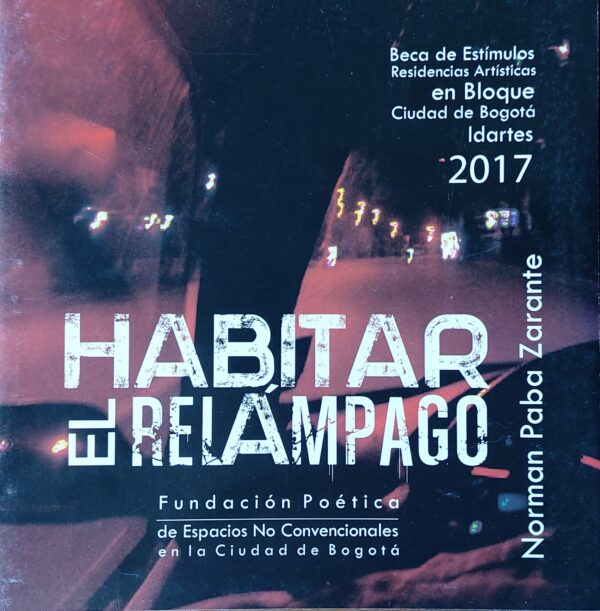 Beca de Estímulos
Residencias Artísticas
en Bloque
Ciudad de Bogotá
Idartes
2017
Norman Paba Zarante
HABITAR
EL RELÁMPAGO
Fundación Poética
de Espacios No Convencionales
en la Ciudad de Bogotá